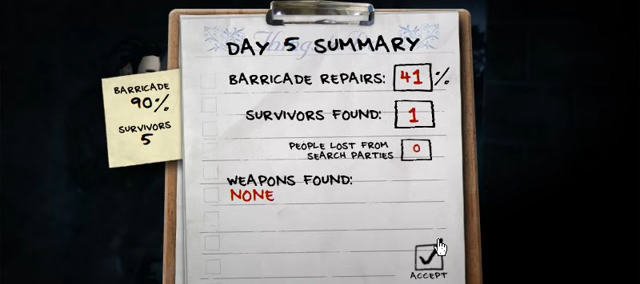 DAY 5 SUMMARY
BARRICADE REPAIRS: 41 %
SURVIVORS FOUND: 1
PEOPLE LOST FROM
SEARCH PARTIES 0
WEAPONS FOUND:
NONE
ACCEPT
BARRICADE
90%
SURVIVORS
5